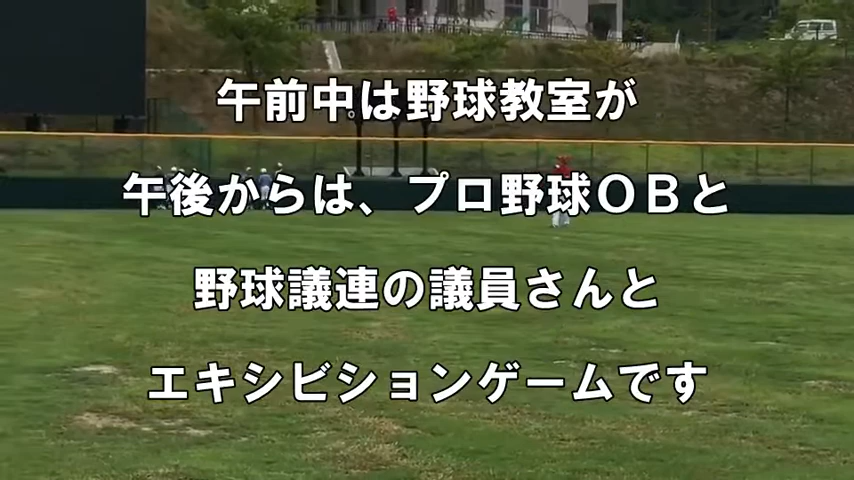 午前中は野球教室が
午後からは、プロ野球ＯＢと
野球議連の議員さんと
エキシビションゲームです